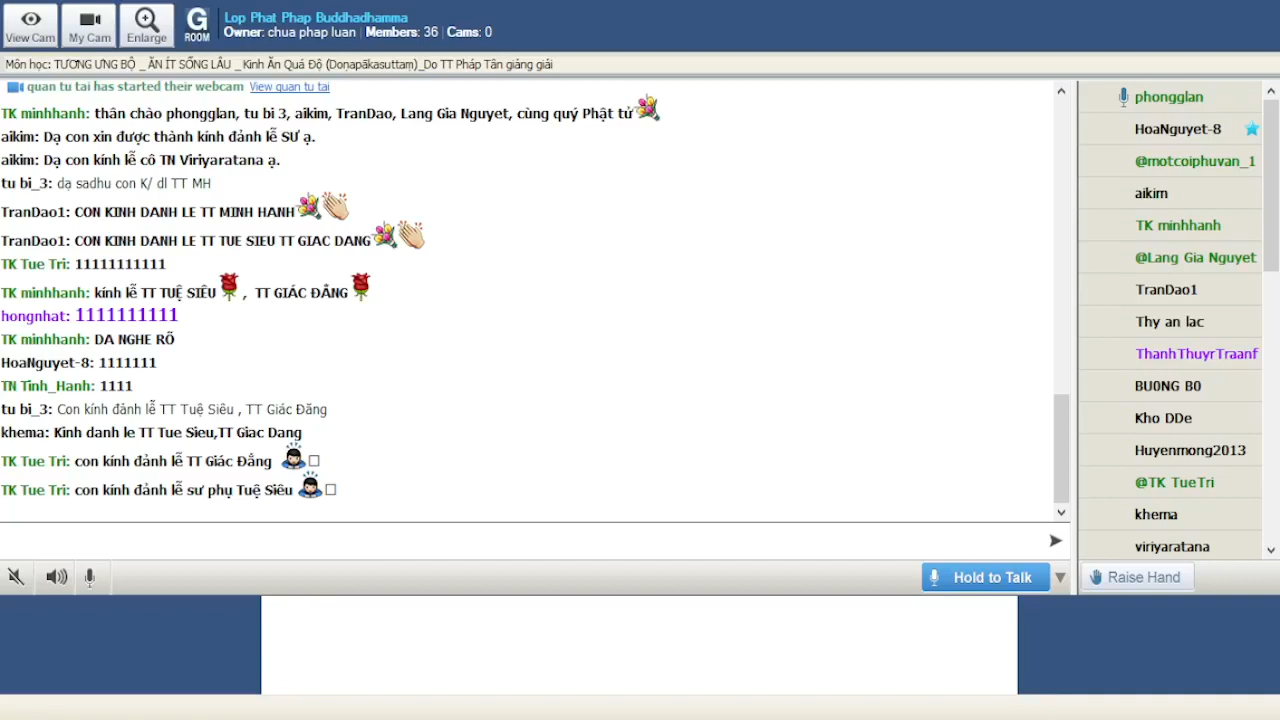 View Cam
My Cam
Enlarge
G
ROOM
Lop Phat Phap Buddhadhamma
Owner: chua phap luan Members: 36 Cams: 0
Môn học: TƯƠNG ƯNG BỘ _ ĂN ÍT SỐNG LÂU _ Kinh Ăn Quá Độ (Doṇapākasuttaṃ)_Do TT Pháp Tân giảng giải
quan tu tai has started their webcam View quan tu tai
TK minhhanh: thân chào phongglan, tu bi 3, aikim, TranDao, Lang Gia Nguyet, cùng quý Phật tử
aikim: Dạ con xin được thành kính đảnh lễ SƯ ạ.
aikim: Dạ con kính lễ cô TN Viriyaratana ạ.
tu bi_3: dạ sadhu con K/ dl TT MH
TranDao1: CON KINH DANH LE TT MINH HANH
TranDao1: CON KINH DANH LE TT TUE SIEU TT GIAC DANG
TK Tue Tri: 11111111111
TK minhhanh: kính lễ TT TUỆ SIÊU , TT GIÁC ĐẲNG
hongnhat: 1111111111
TK minhhanh: DA NGHE RÕ
HoaNguyet-8: 1111111
TN Tinh_Hanh: 1111
tu bi_3: Con kính đảnh lễ TT Tuệ Siêu , TT Giác Đăng
khema: Kinh danh le TT Tue Sieu,TT Giac Dang
TK Tue Tri: con kính đảnh lễ TT Giác Đẳng
TK Tue Tri: con kính đảnh lễ sư phụ Tuệ Siêu
phongglan
HoaNguyet-8
@motcoiphuvan_1
aikim
TK minhhanh
@Lang Gia Nguyet
TranDao1
Thy an lac
ThanhThuyrTraanf
BU0NG B0
Kho DDe
Huyenmong2013
@TK TueTri
khema
viriyaratana
Hold to Talk
Raise Hand